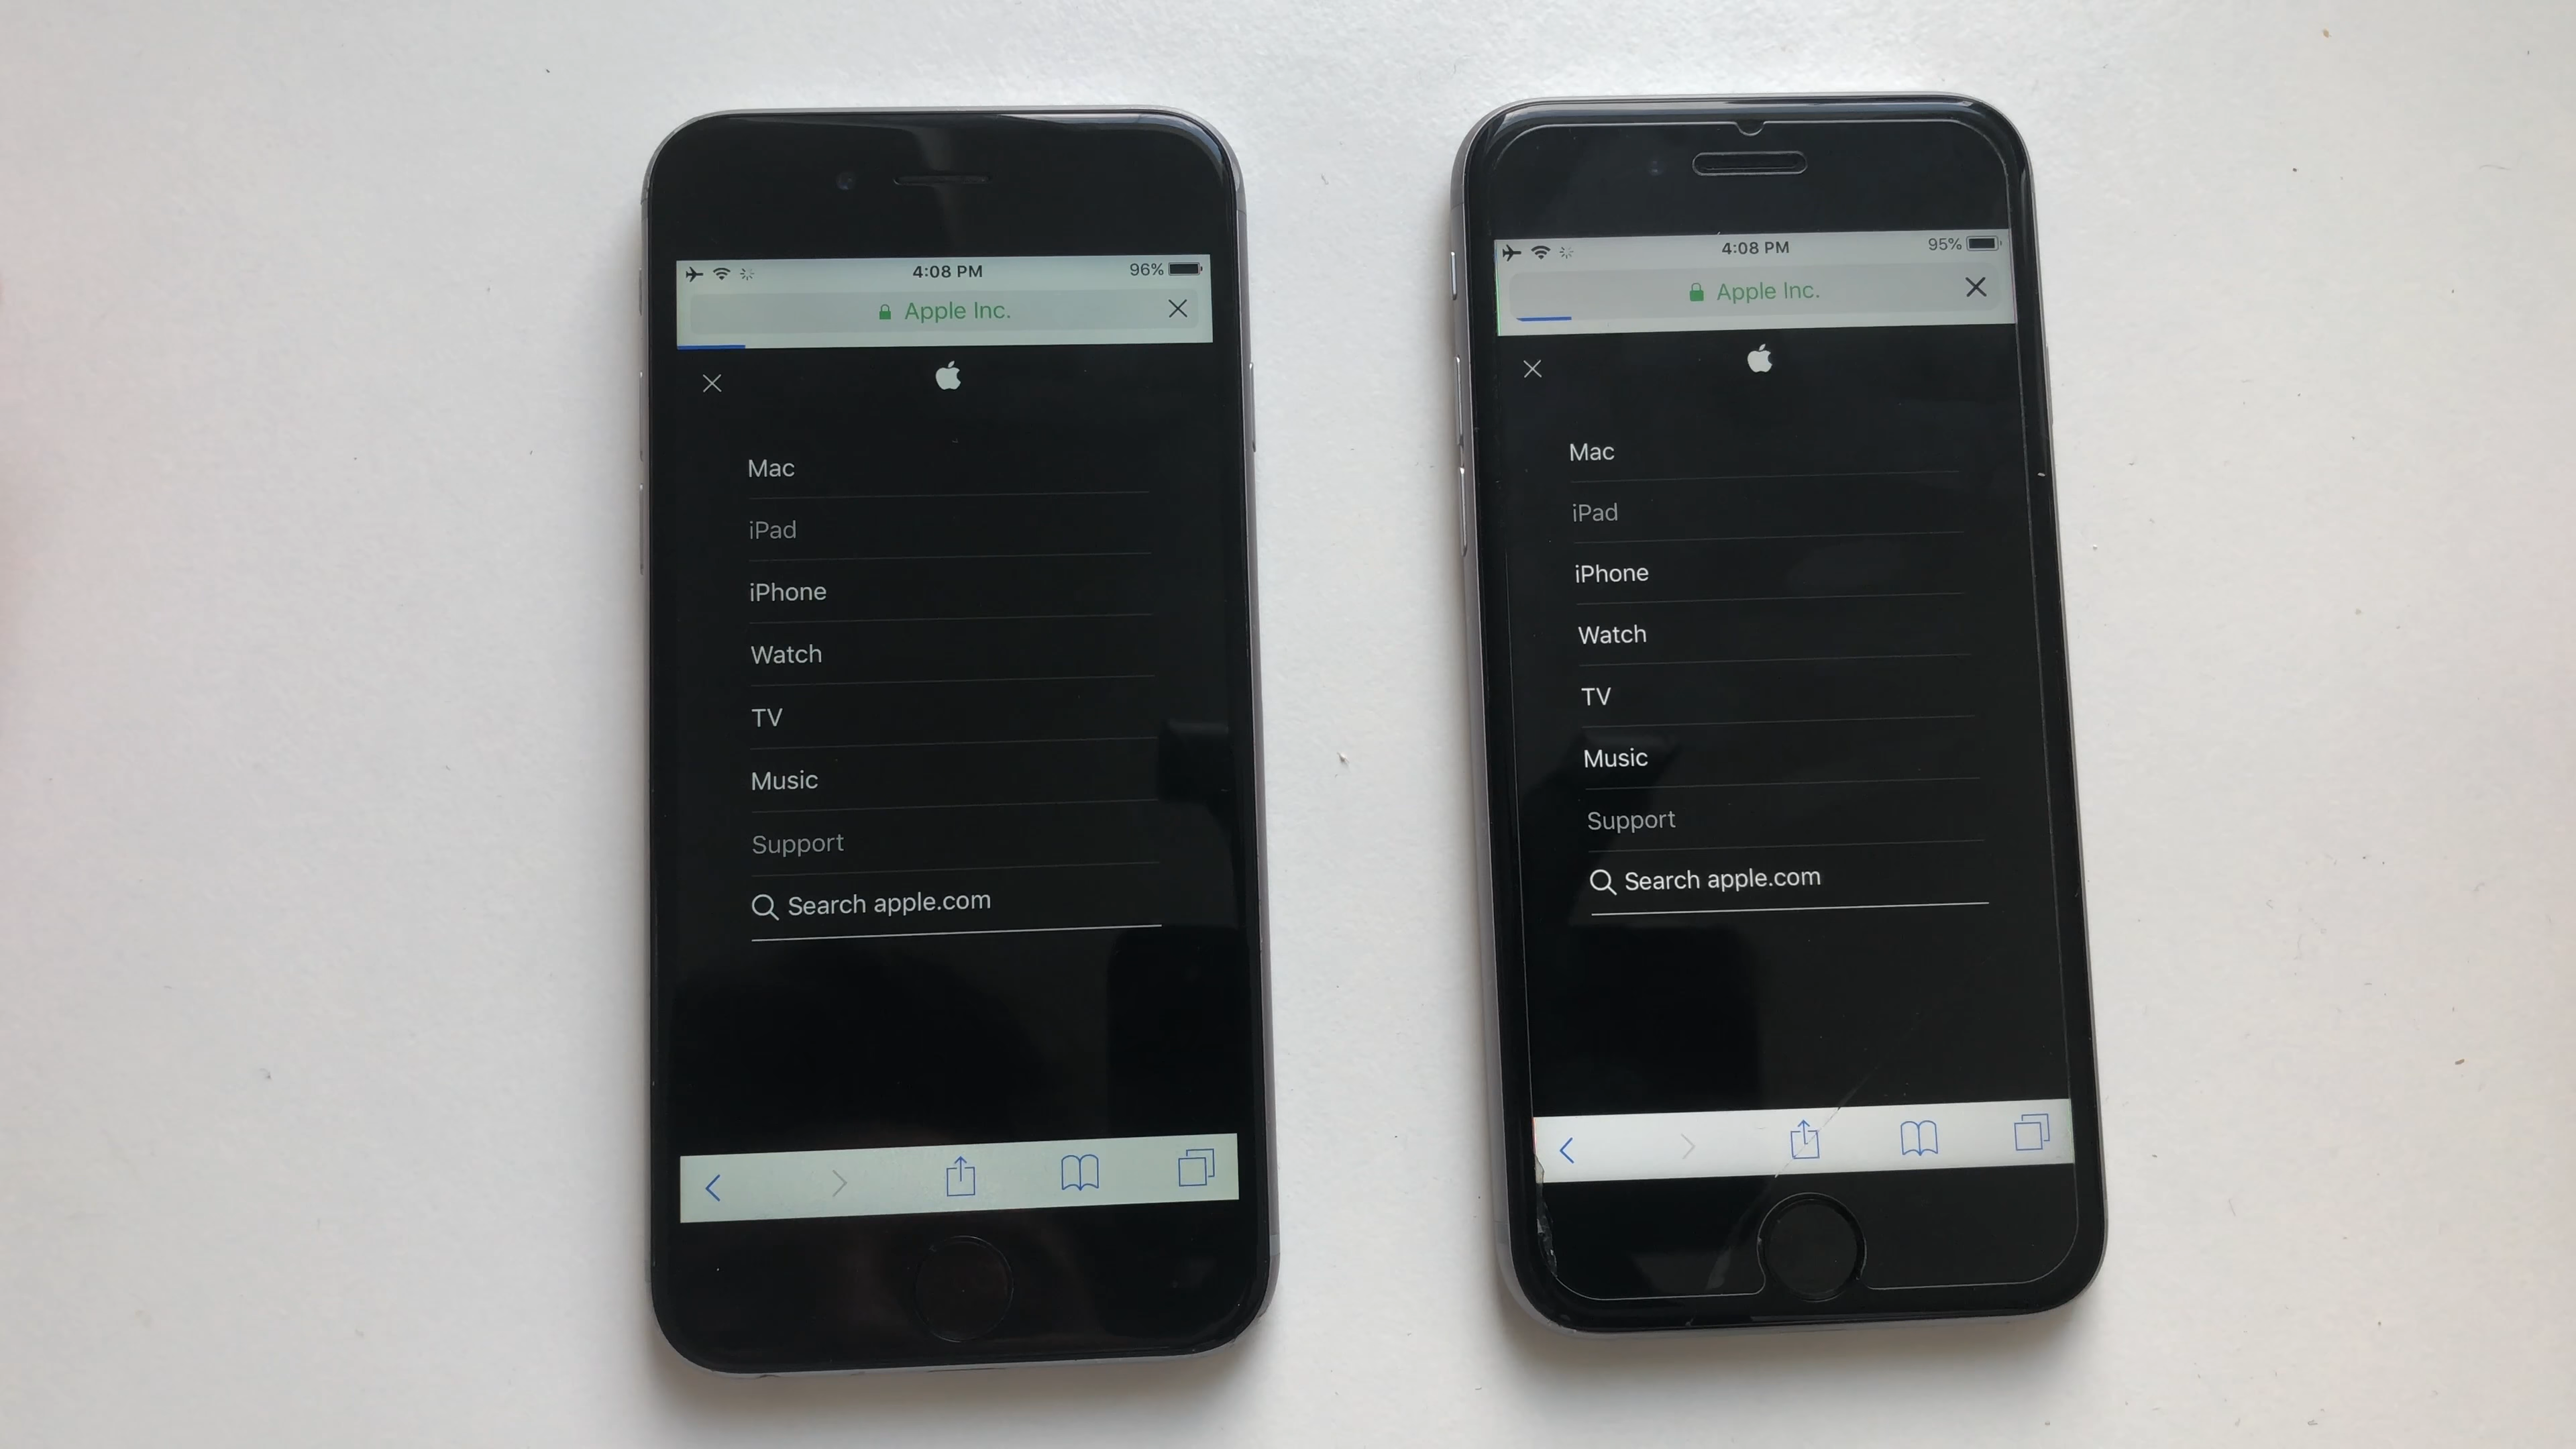 4:08 PM 96%
Apple Inc.
Mac
iPad
iPhone
Watch
TV
Music
Support
Search apple.com
4:08 PM 95%
Apple Inc.
Mac
iPad
iPhone
Watch
TV
Music
Support
Search apple.com